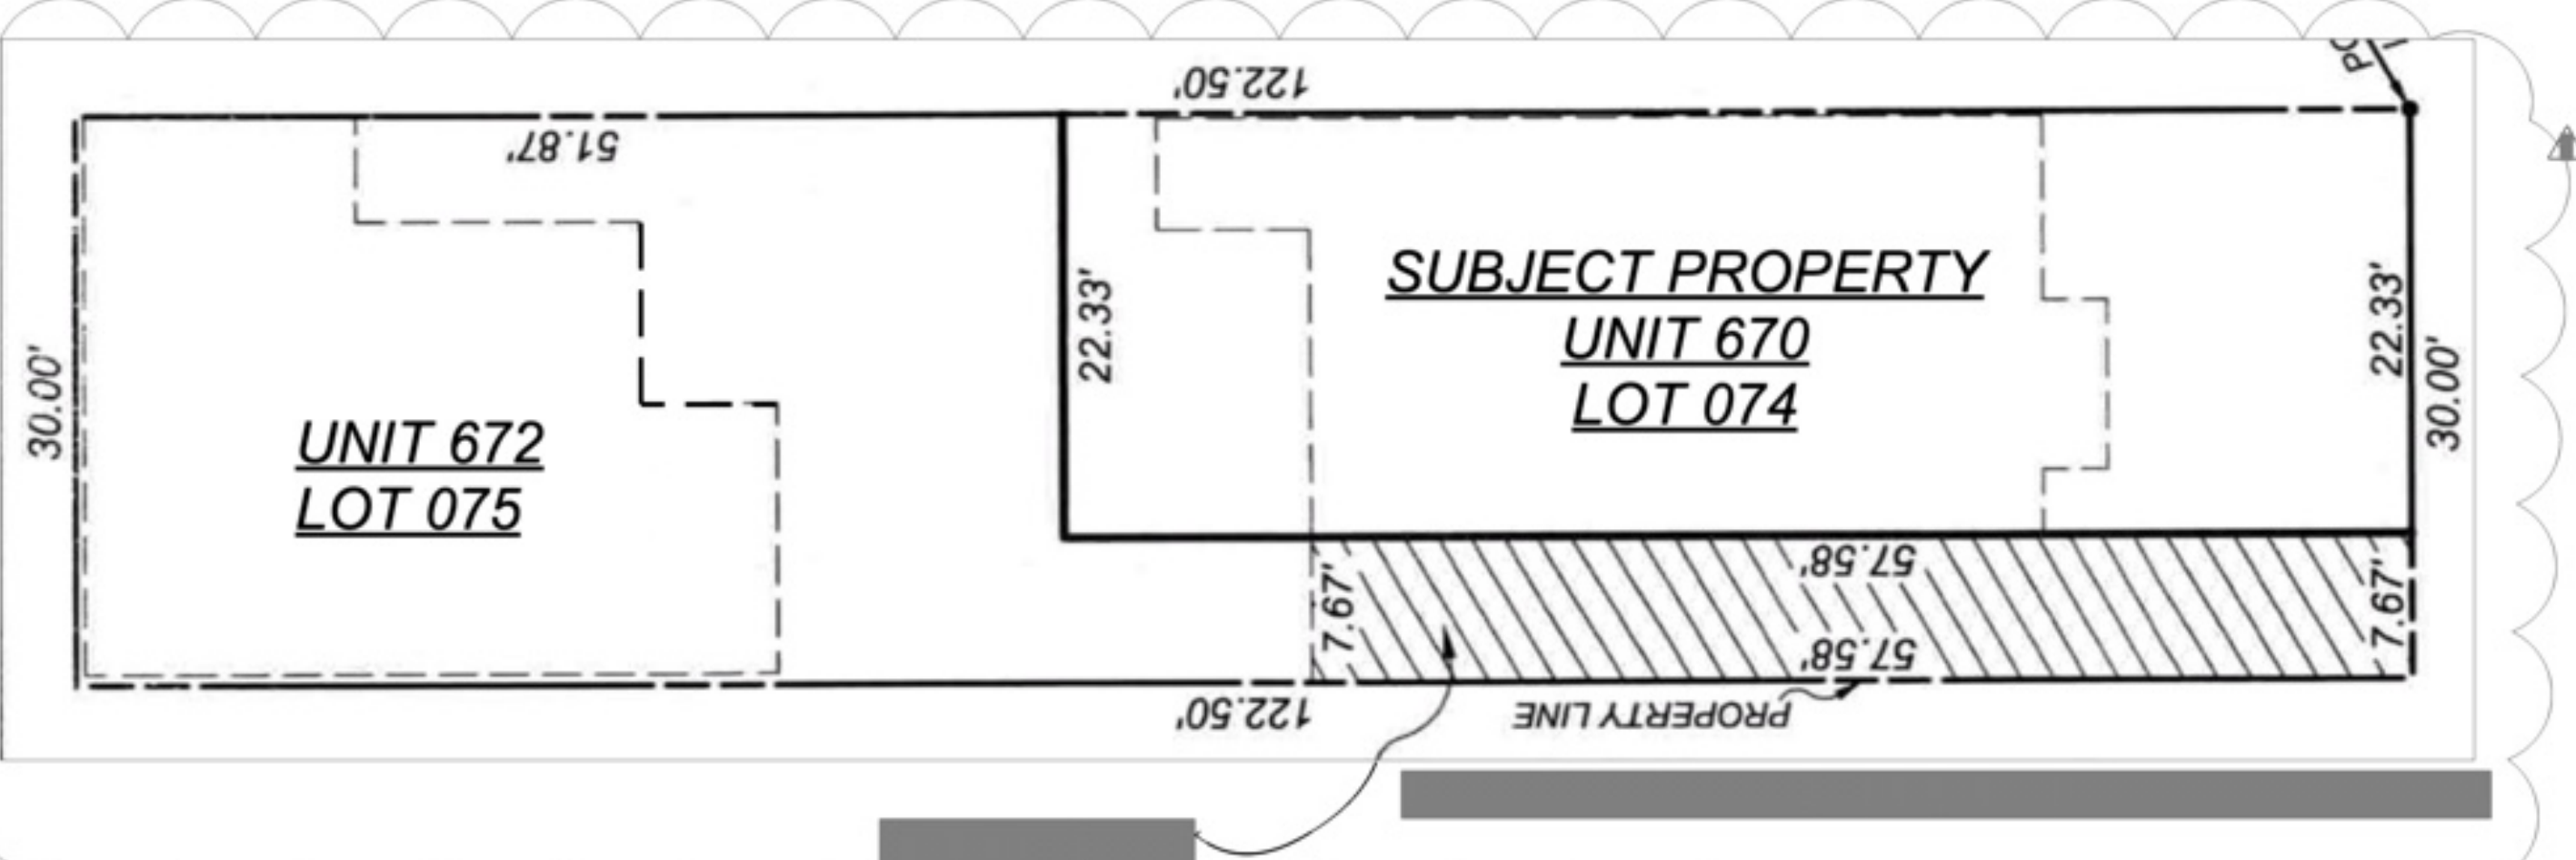 122.50'
51.87'
SUBJECT PROPERTY
UNIT 670
LOT 074
22.33'
22.33'
30.00'
30.00'
UNIT 672
LOT 075
57.58'
7.67'
7.67'
57.58'
122.50'
PROPERTY LINE